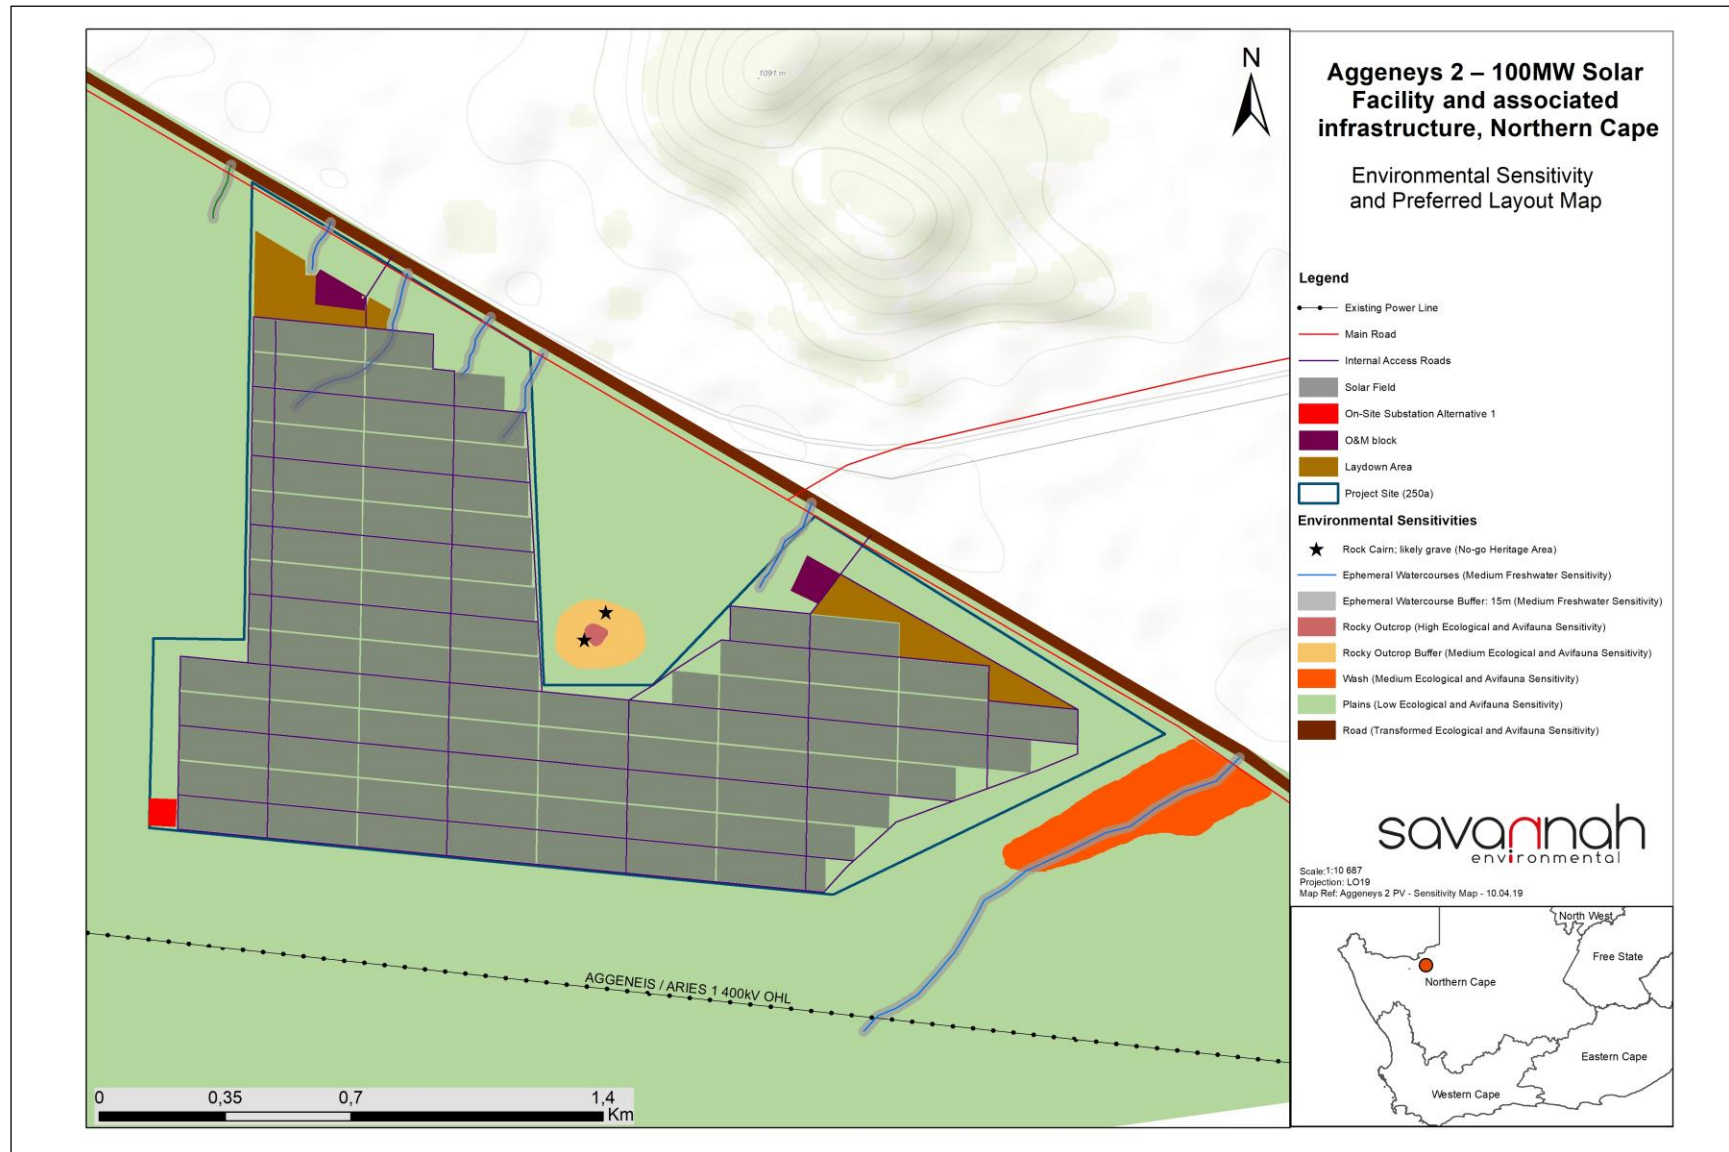 1091 m
N
AGGENEIS / ARIES 1 400kV OHL
0 0,35 0,7 1,4
Km
Aggeneys 2 – 100MW Solar
Facility and associated
infrastructure, Northern Cape
Environmental Sensitivity
and Preferred Layout Map
Legend
Existing Power Line
Main Road
Internal Access Roads
Solar Field
On-Site Substation Alternative 1
O&M block
Laydown Area
Project Site (250a)
Environmental Sensitivities
Rock Cairn; likely grave (No-go Heritage Area)
Ephemeral Watercourses (Medium Freshwater Sensitivity)
Ephemeral Watercourse Buffer: 15m (Medium Freshwater Sensitivity)
Rocky Outcrop (High Ecological and Avifauna Sensitivity)
Rocky Outcrop Buffer (Medium Ecological and Avifauna Sensitivity)
Wash (Medium Ecological and Avifauna Sensitivity)
Plains (Low Ecological and Avifauna Sensitivity)
Road (Transformed Ecological and Avifauna Sensitivity)
savannah
environmental
Scale:1:10 687
Projection: LO19
Map Ref: Aggeneys 2 PV - Sensitivity Map - 10.04.19
North West
Free State
Northern Cape
Eastern Cape
Western Cape